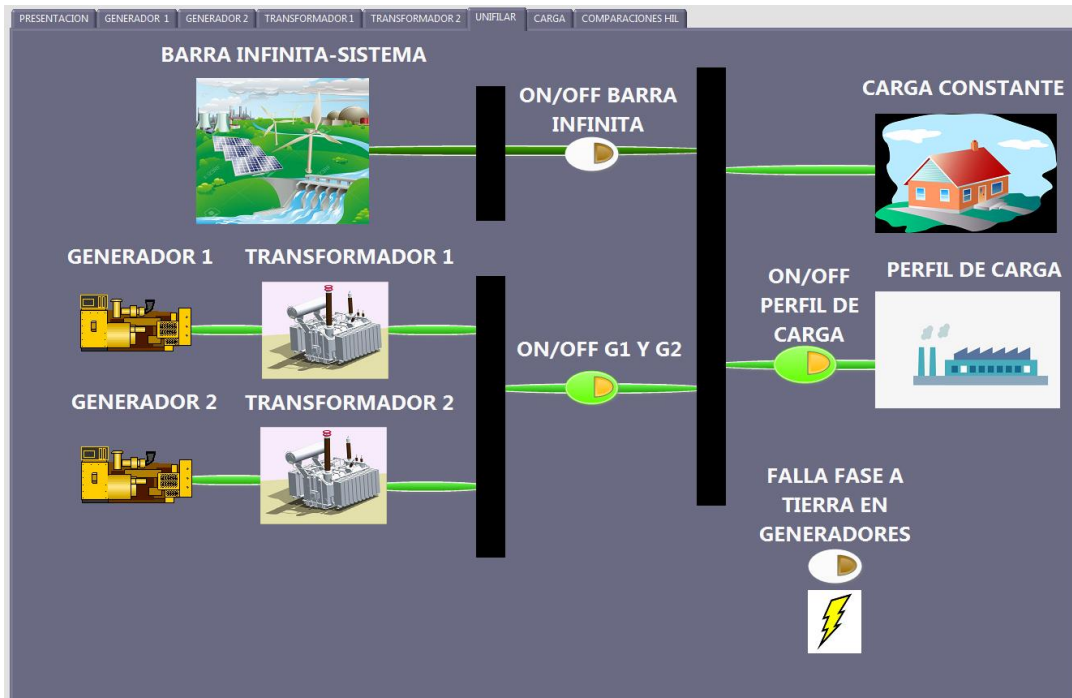 PRESENTACION
GENERADOR 1
GENERADOR 2
TRANSFORMADOR 1
TRANSFORMADOR 2
UNIFILAR
CARGA
COMPARACIONES HIL
BARRA INFINITA-SISTEMA
ON/OFF BARRA
INFINITA
CARGA CONSTANTE
GENERADOR 1
TRANSFORMADOR 1
ON/OFF
PERFIL DE
CARGA
PERFIL DE CARGA
ON/OFF G1 Y G2
GENERADOR 2
TRANSFORMADOR 2
FALLA FASE A
TIERRA EN
GENERADORES